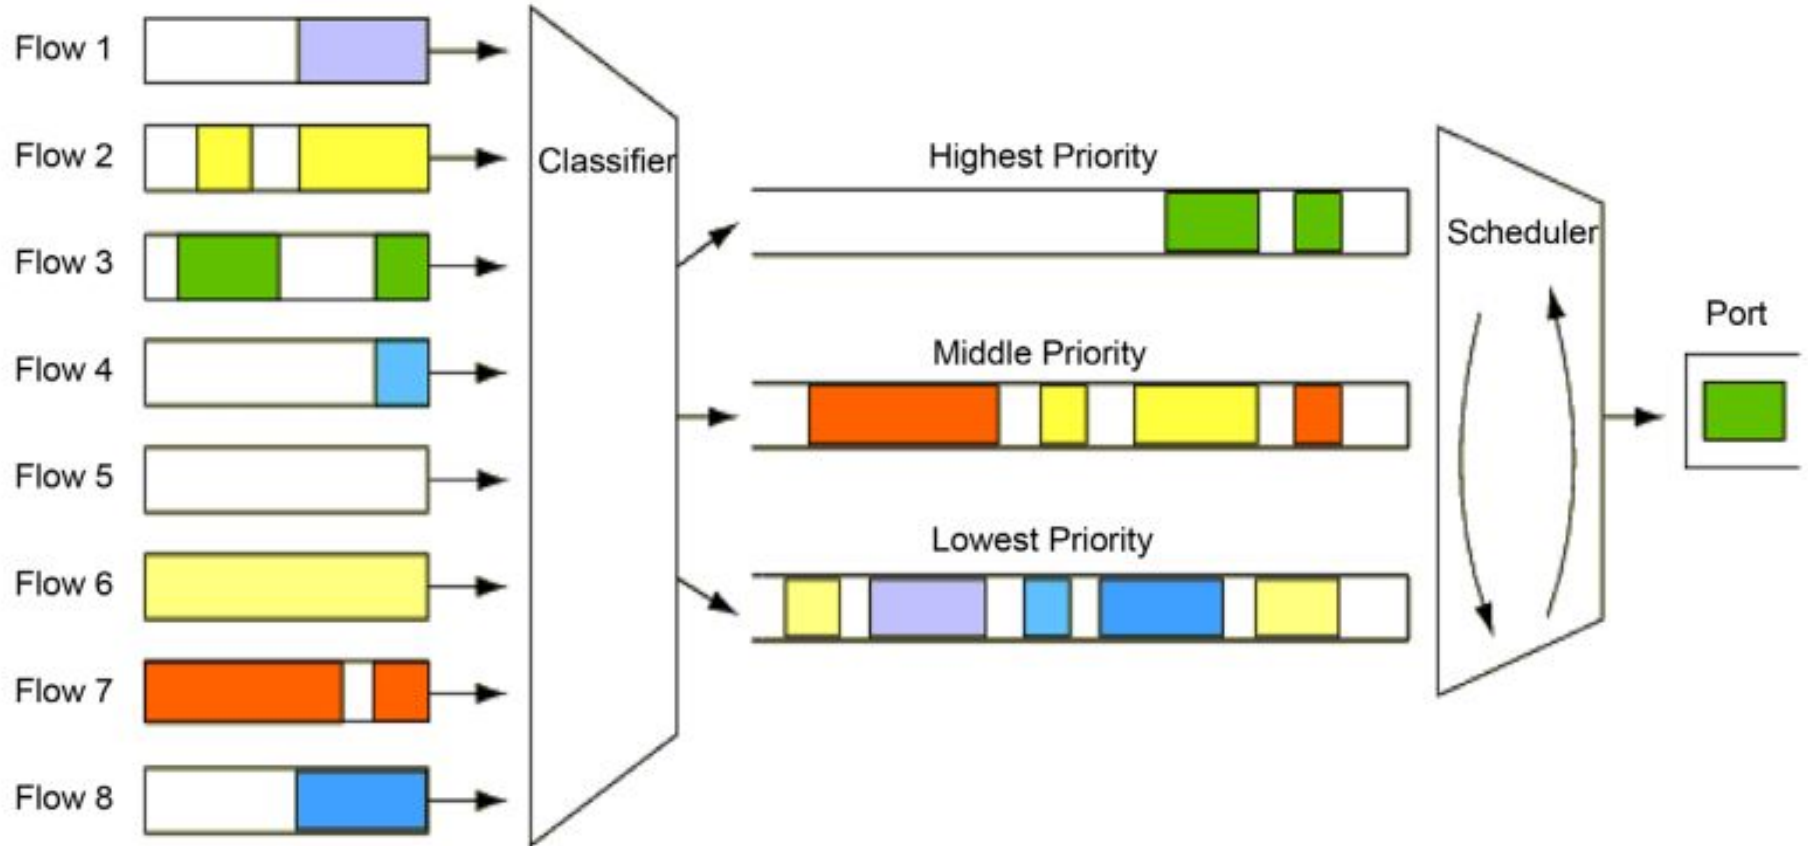 Flow 1
Flow 2
Flow 3
Flow 4
Flow 5
Flow 6
Flow 7
Flow 8
Classifier
Highest Priority
Middle Priority
Lowest Priority
Scheduler
Port